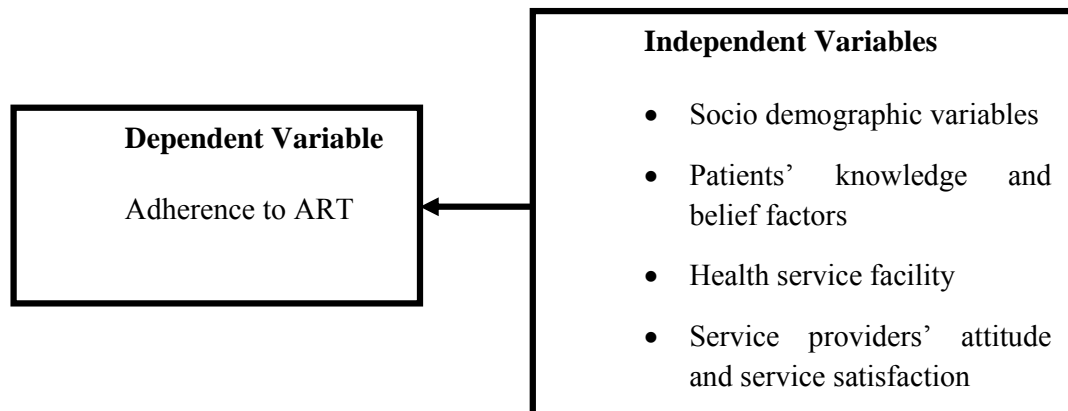 Dependent Variable
Adherence to ART
Independent Variables
• Socio demographic variables
• Patients’ knowledge and
belief factors
• Health service facility
• Service providers’ attitude
and service satisfaction